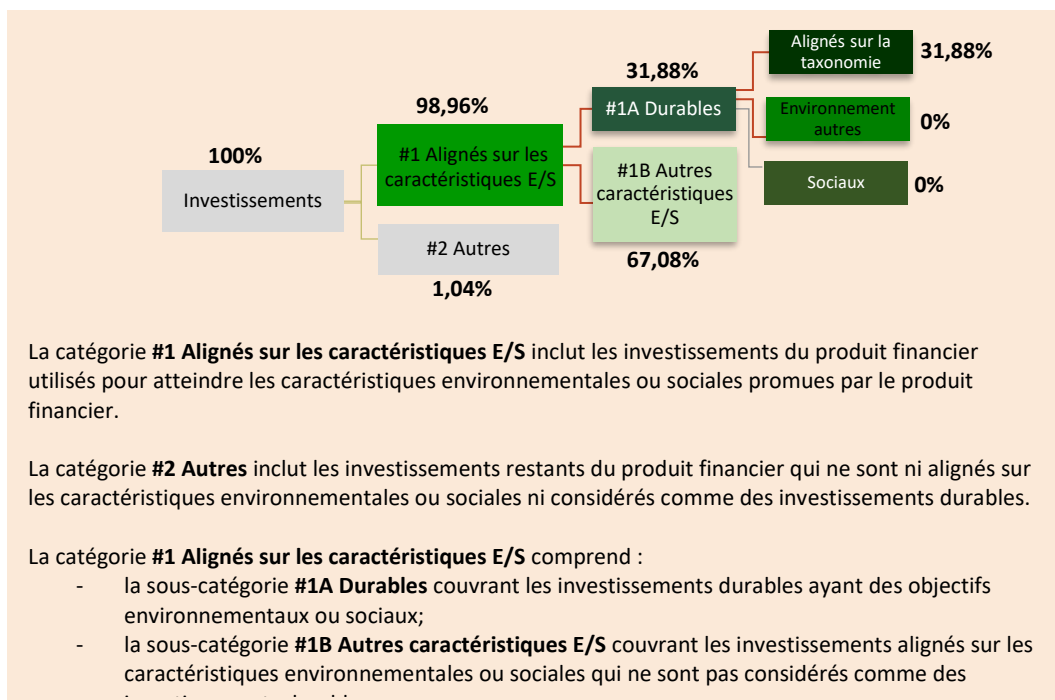 100%
Investissements
98,96%
#1 Alignés sur les
caractéristiques E/S
#2 Autres
1,04%
31,88%
#1A Durables
#1B Autres
caractéristiques
E/S
67,08%
Alignés sur la
taxonomie
31,88%
Environnement
autres
0%
Sociaux
0%
La catégorie #1 Alignés sur les caractéristiques E/S inclut les investissements du produit financier
utilisés pour atteindre les caractéristiques environnementales ou sociales promues par le produit
financier.
La catégorie #2 Autres inclut les investissements restants du produit financier qui ne sont ni alignés sur
les caractéristiques environnementales ou sociales ni considérés comme des investissements durables.
La catégorie #1 Alignés sur les caractéristiques E/S comprend :
- la sous-catégorie #1A Durables couvrant les investissements durables ayant des objectifs
environnementaux ou sociaux;
- la sous-catégorie #1B Autres caractéristiques E/S couvrant les investissements alignés sur les
caractéristiques environnementales ou sociales qui ne sont pas considérés comme des